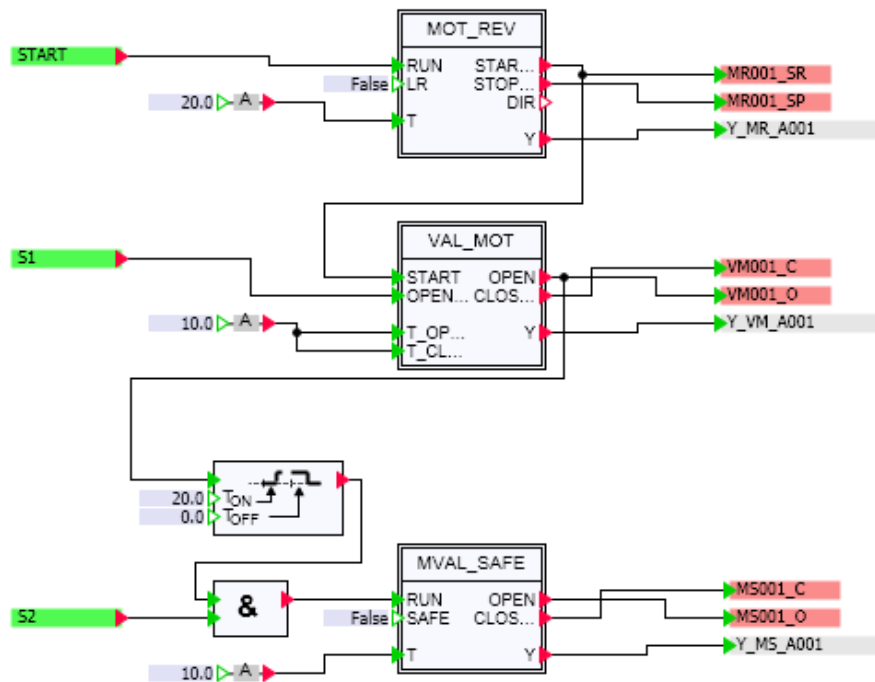 MOT_REV
START
RUN STAR... MR001_SR
False LR STOP... MR001_SP
20.0 A DIR
T Y Y_MR_A001
VAL_MOT
S1 START OPEN VM001_C
OPEN... CLOS... VM001_O
10.0 A T_OP... Y Y_VM_A001
T_CL...
20.0 TON
0.0 TOFF
MVAL_SAFE
& RUN OPEN MS001_C
S2 False SAFE CLOS... MS001_O
10.0 A T Y Y_MS_A001